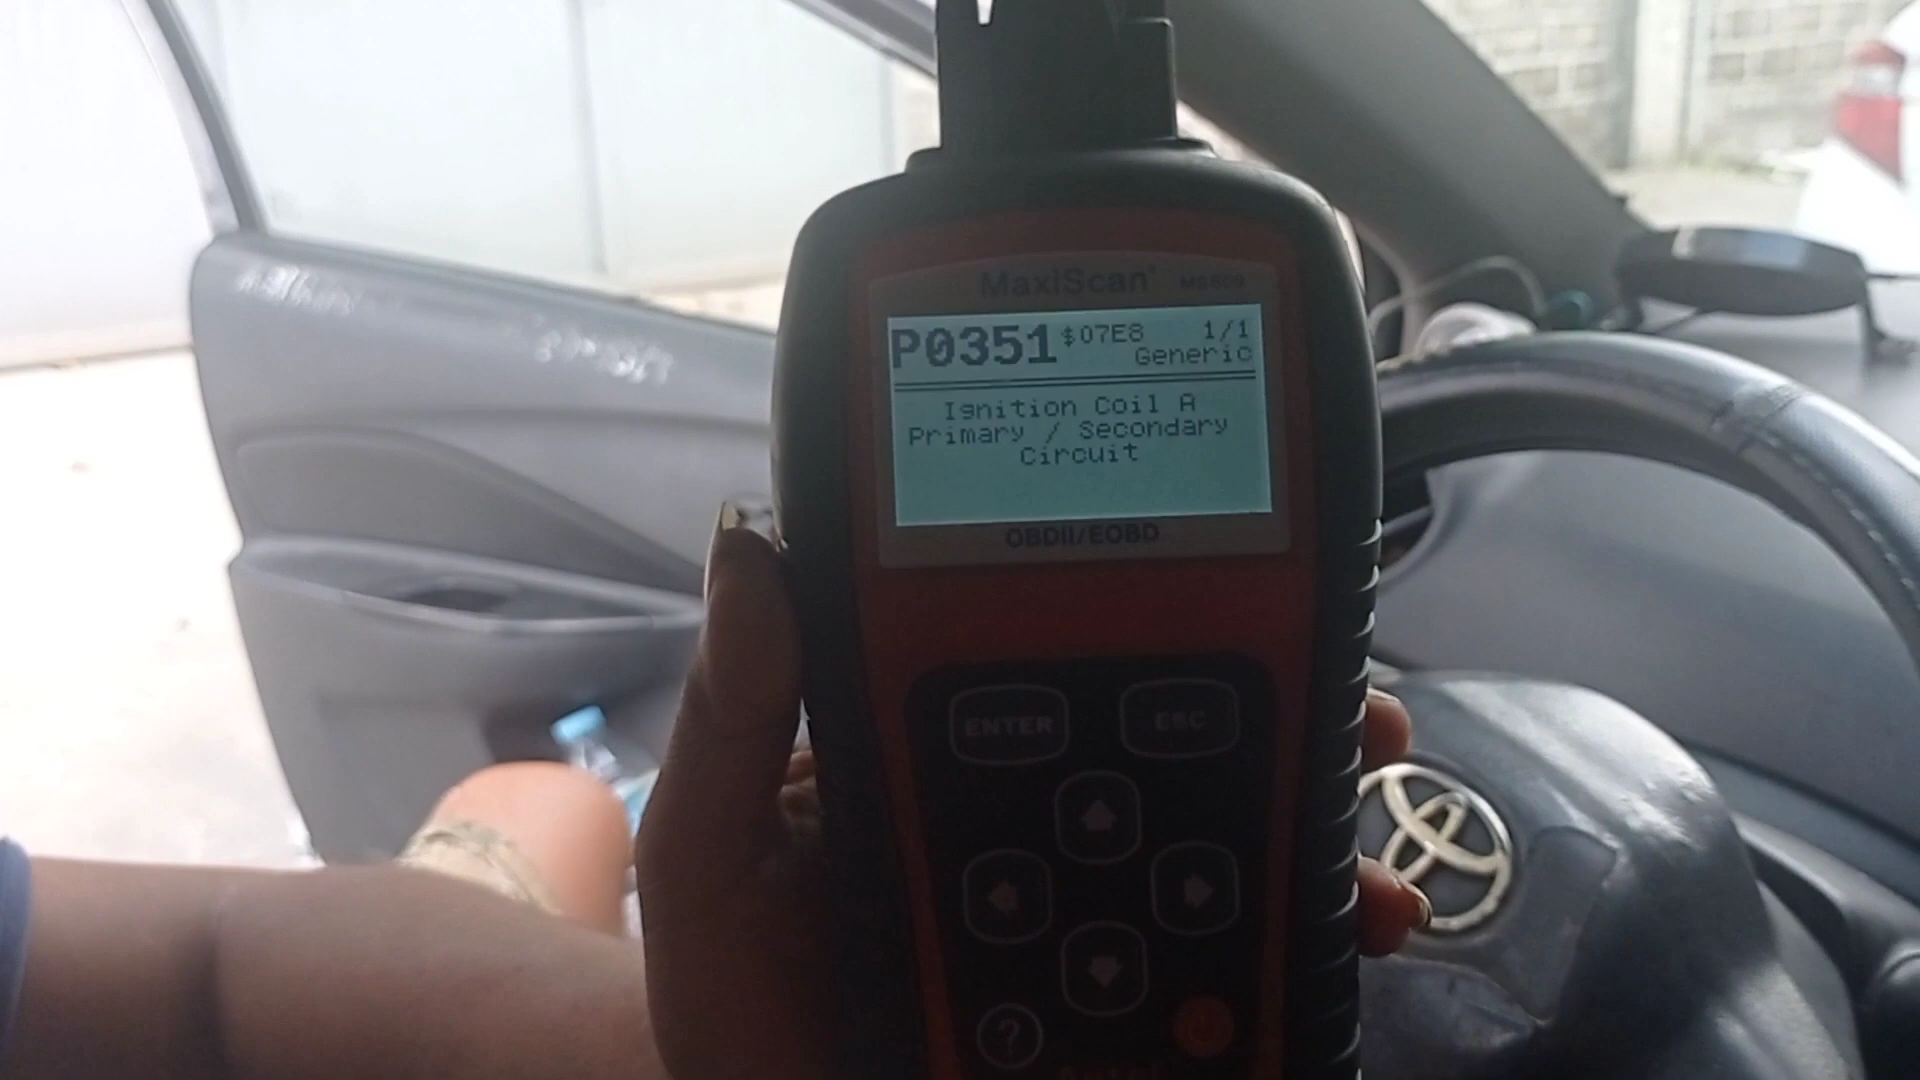 MaxiScan
P0351 $07E8 1/1
Generic
Ignition Coil A
Primary / Secondary
Circuit
OBDII/EOBD
ENTER ESC
?